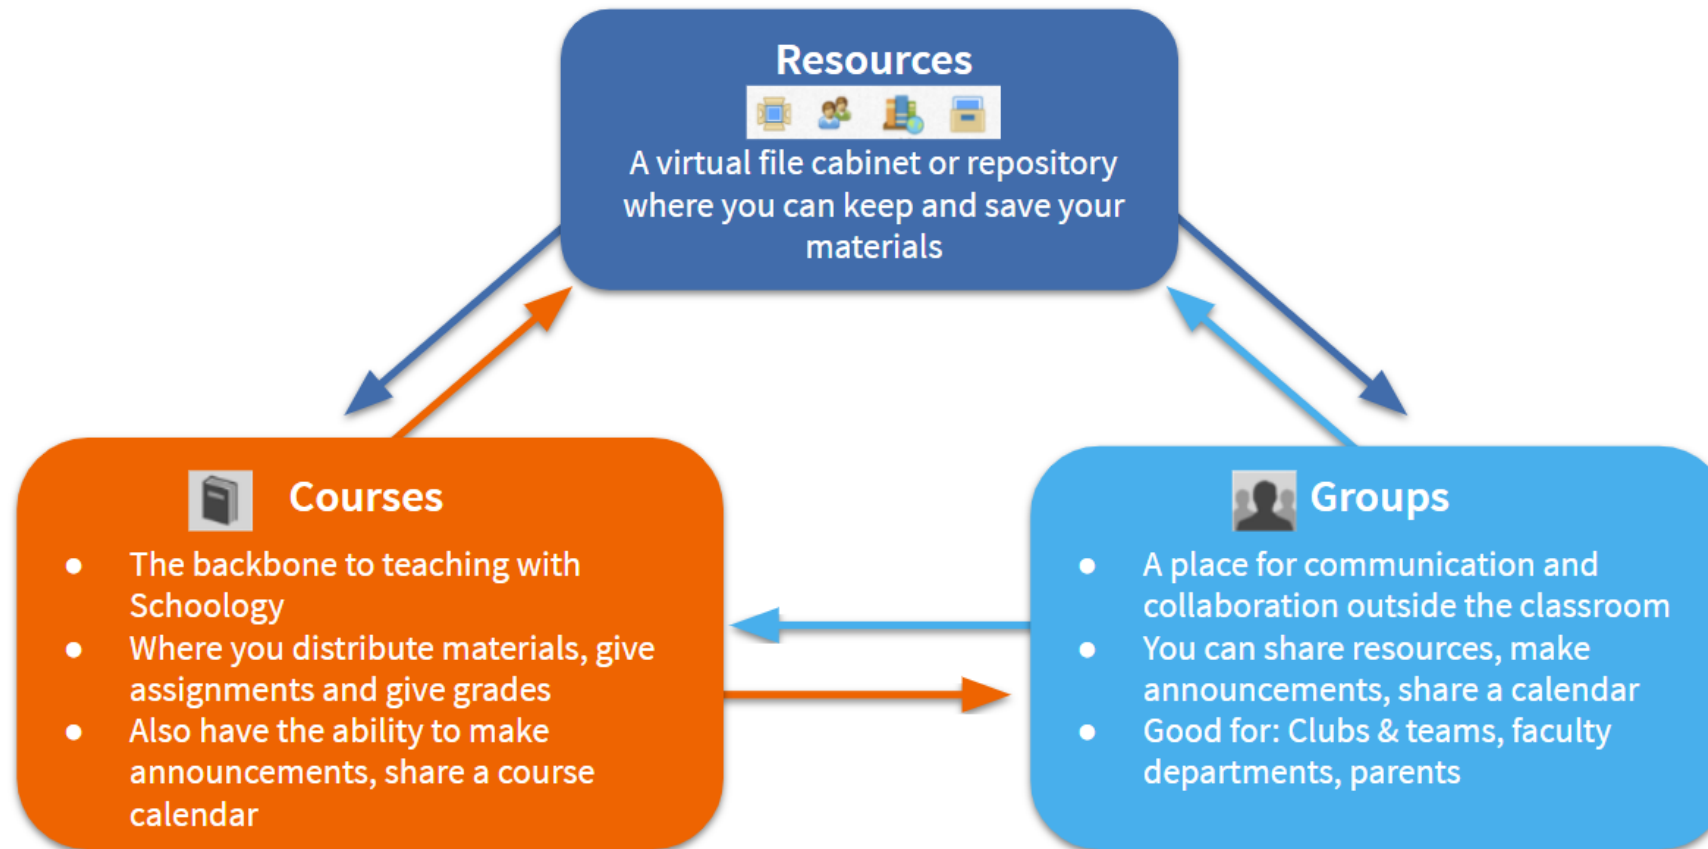 Resources
A virtual file cabinet or repository
where you can keep and save your
materials
Courses
● The backbone to teaching with
Schoology
● Where you distribute materials, give
assignments and give grades
● Also have the ability to make
announcements, share a course
calendar
Groups
● A place for communication and
collaboration outside the classroom
● You can share resources, make
announcements, share a calendar
● Good for: Clubs & teams, faculty
departments, parents